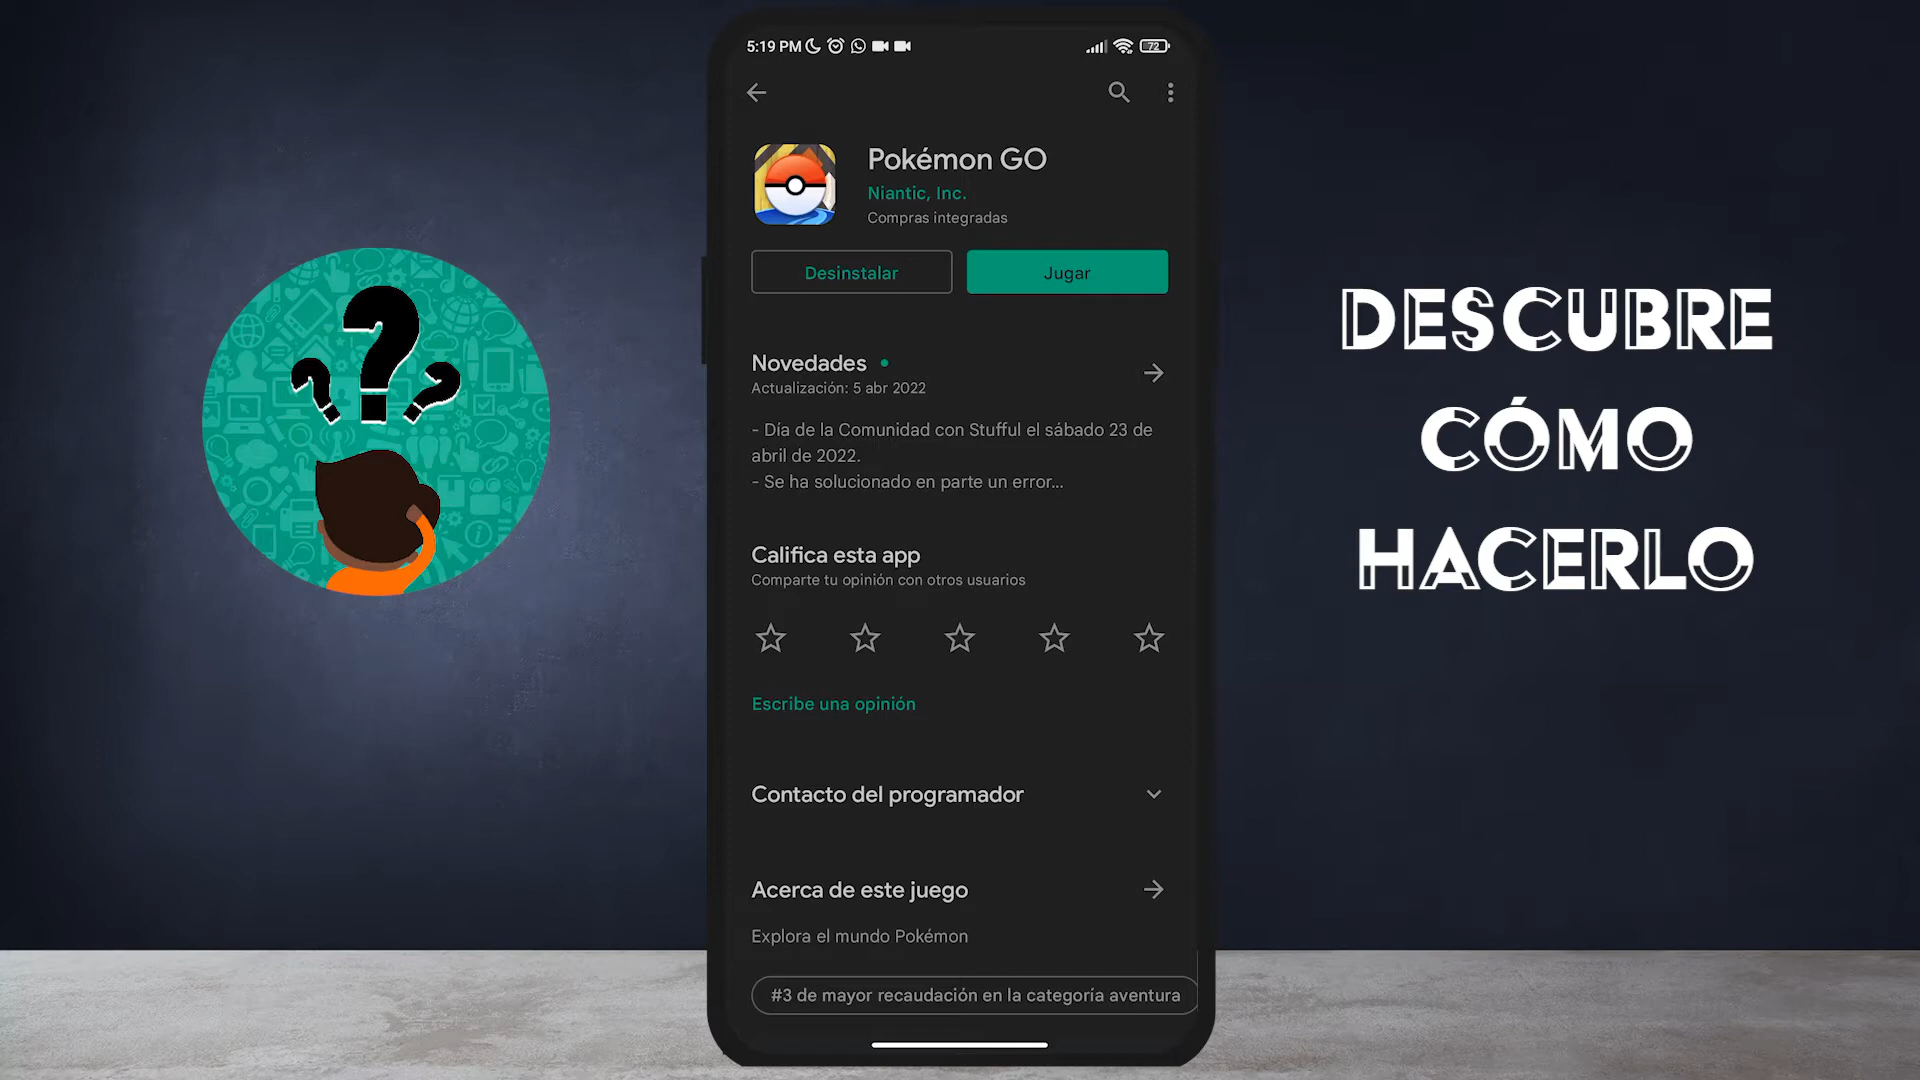 5:19 PM
72
Pokémon GO
Niantic, Inc.
Compras integradas
Desinstalar
Jugar
Novedades
Actualización: 5 abr 2022
- Día de la Comunidad con Stufful el sábado 23 de
abril de 2022.
- Se ha solucionado en parte un error...
Califica esta app
Comparte tu opinión con otros usuarios
Escribe una opinión
Contacto del programador
Acerca de este juego
Explora el mundo Pokémon
#3 de mayor recaudación en la categoría aventura
???
DESCUBRE
CÓMO
HACERLO